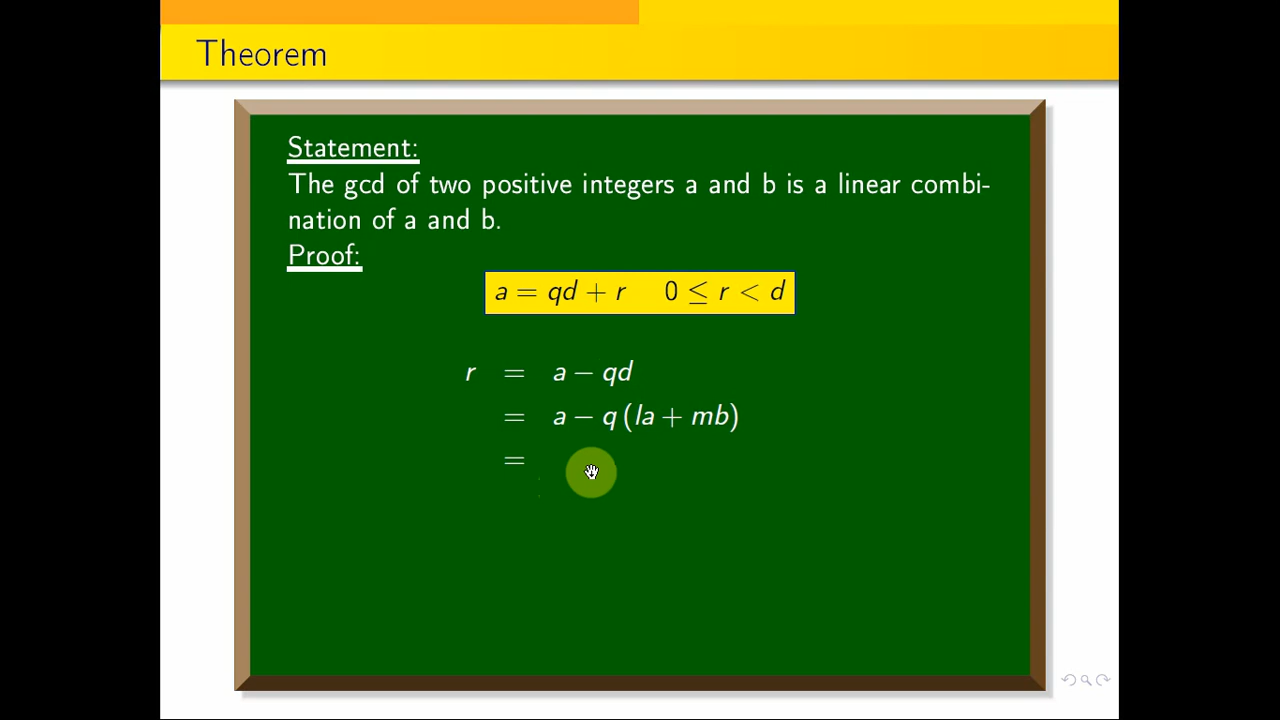 Theorem
Statement:
The gcd of two positive integers a and b is a linear combi-
nation of a and b.
Proof:
a = qd + r 0 ≤ r < d
r = a − qd
= a − q (la + mb)
=